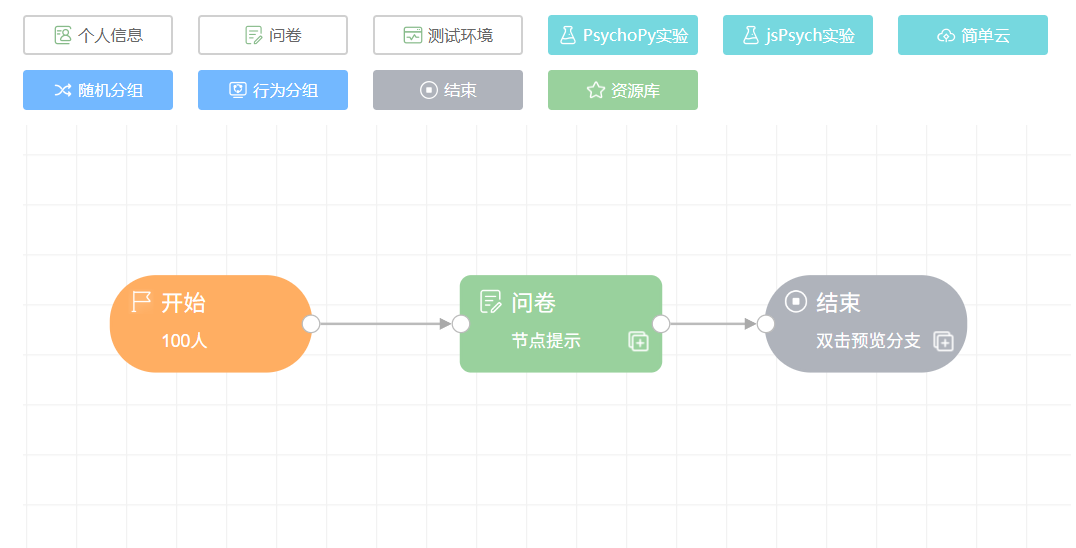 个人信息
问卷
测试环境
PsychoPy实验
jsPsych实验
简单云
随机分组
行为分组
结束
资源库
开始
100人
问卷
节点提示
结束
双击预览分支